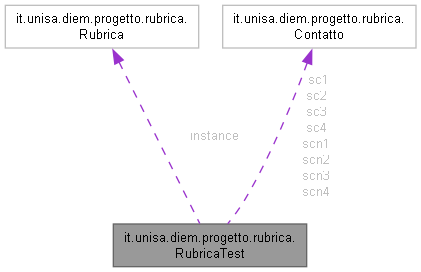 it.unisa.diem.progetto.rubrica.
Rubrica
it.unisa.diem.progetto.rubrica.
Contatto
instance
sc1
sc2
sc3
sc4
scn1
scn2
scn3
scn4
it.unisa.diem.progetto.rubrica.
RubricaTest